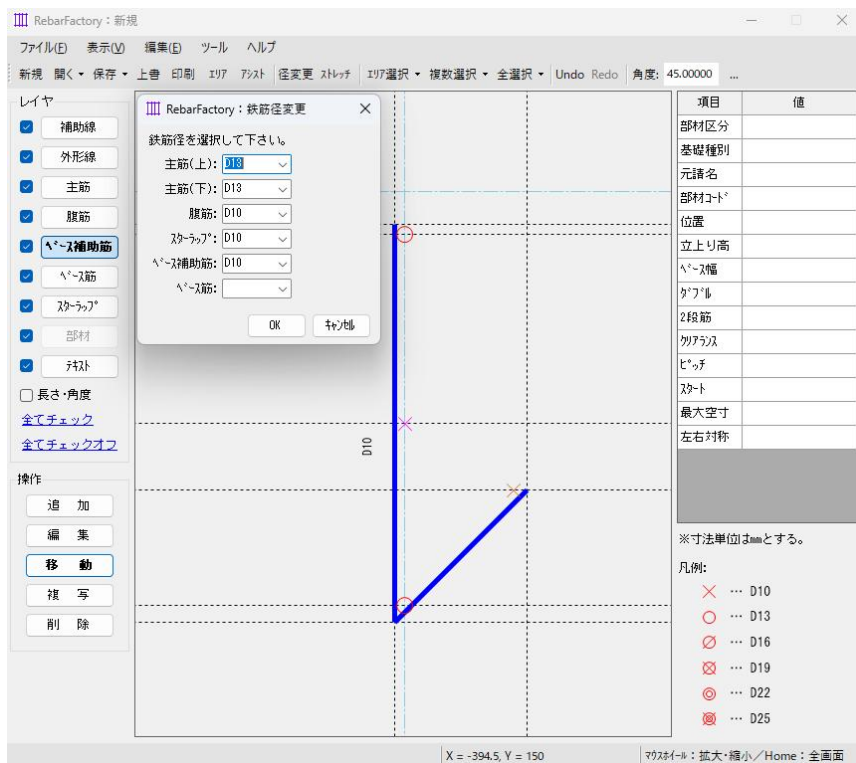 RebarFactory：新規
ファイル(F) 表示(V) 編集(E) ツール ヘルプ
新規 開く 保存 上書 印刷 ｴﾘｱ ｱｼｽﾄ 径変更 ｽﾄﾚｯﾁ ｴﾘｱ選択 複数選択 全選択 Undo Redo 角度: 45.00000 ...
レイヤ
補助線
外形線
主筋
腹筋
ﾍﾞｰｽ補助筋
ﾍﾞｰｽ筋
ｽﾀｰﾗｯﾌﾟ
部材
ﾃｷｽﾄ
長さ・角度
全てチェック
全てチェックオフ
操作
追 加
編 集
移 動
複 写
削 除
RebarFactory：鉄筋径変更
鉄筋径を選択して下さい。
主筋(上): D13
主筋(下): D13
腹筋: D10
ｽﾀｰﾗｯﾌﾟ: D10
ﾍﾞｰｽ補助筋: D10
ﾍﾞｰｽ筋:
OK ｷｬﾝｾﾙ
D10
項目 値
部材区分
基礎種別
元請名
部材ｺｰﾄﾞ
位置
立上り高
ﾍﾞｰｽ幅
ﾀﾞﾌﾞﾙ
2段筋
ｸﾘｱﾗﾝｽ
ﾋﾟｯﾁ
ｽﾀｰﾄ
最大空寸
左右対称
※寸法単位は㎜とする。
凡例:
… D10
… D13
… D16
… D19
… D22
… D25
X = -394.5, Y = 150
ﾏｳｽﾎｲｰﾙ：拡大・縮小／Home：全画面